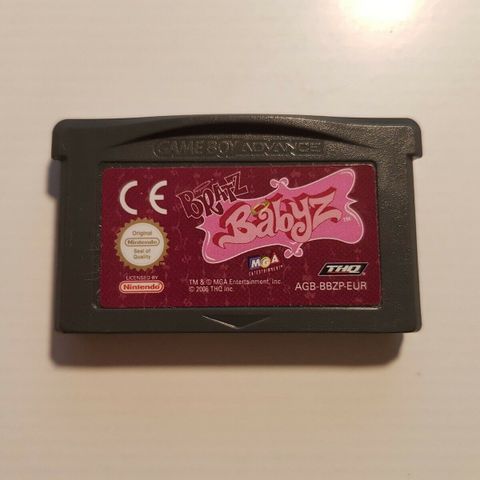 GAME BOY ADVANCE
CE
BRATZ
Babyz™
Original
Nintendo
Seal of
Quality
LICENSED BY
Nintendo
MGA
ENTERTAINMENT
THQ
TM & © MGA Entertainment, inc.
© 2006 THQ Inc.
AGB-BBZP-EUR